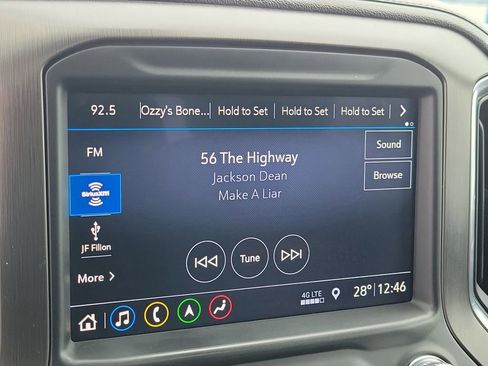 92.5 Ozzy's Bone... Hold to Set Hold to Set Hold to Set
FM
Sound
56 The Highway
Jackson Dean
Browse
SiriusXM
Make A Liar
JF Filion
Tune
More
4G LTE
28° 12:46